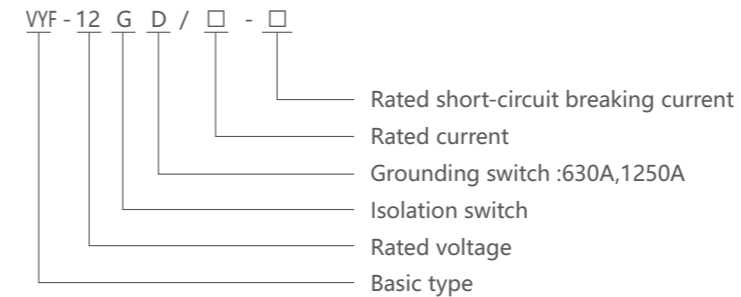 VYF - 12 G D / □ - □
Rated short-circuit breaking current
Rated current
Grounding switch :630A,1250A
Isolation switch
Rated voltage
Basic type